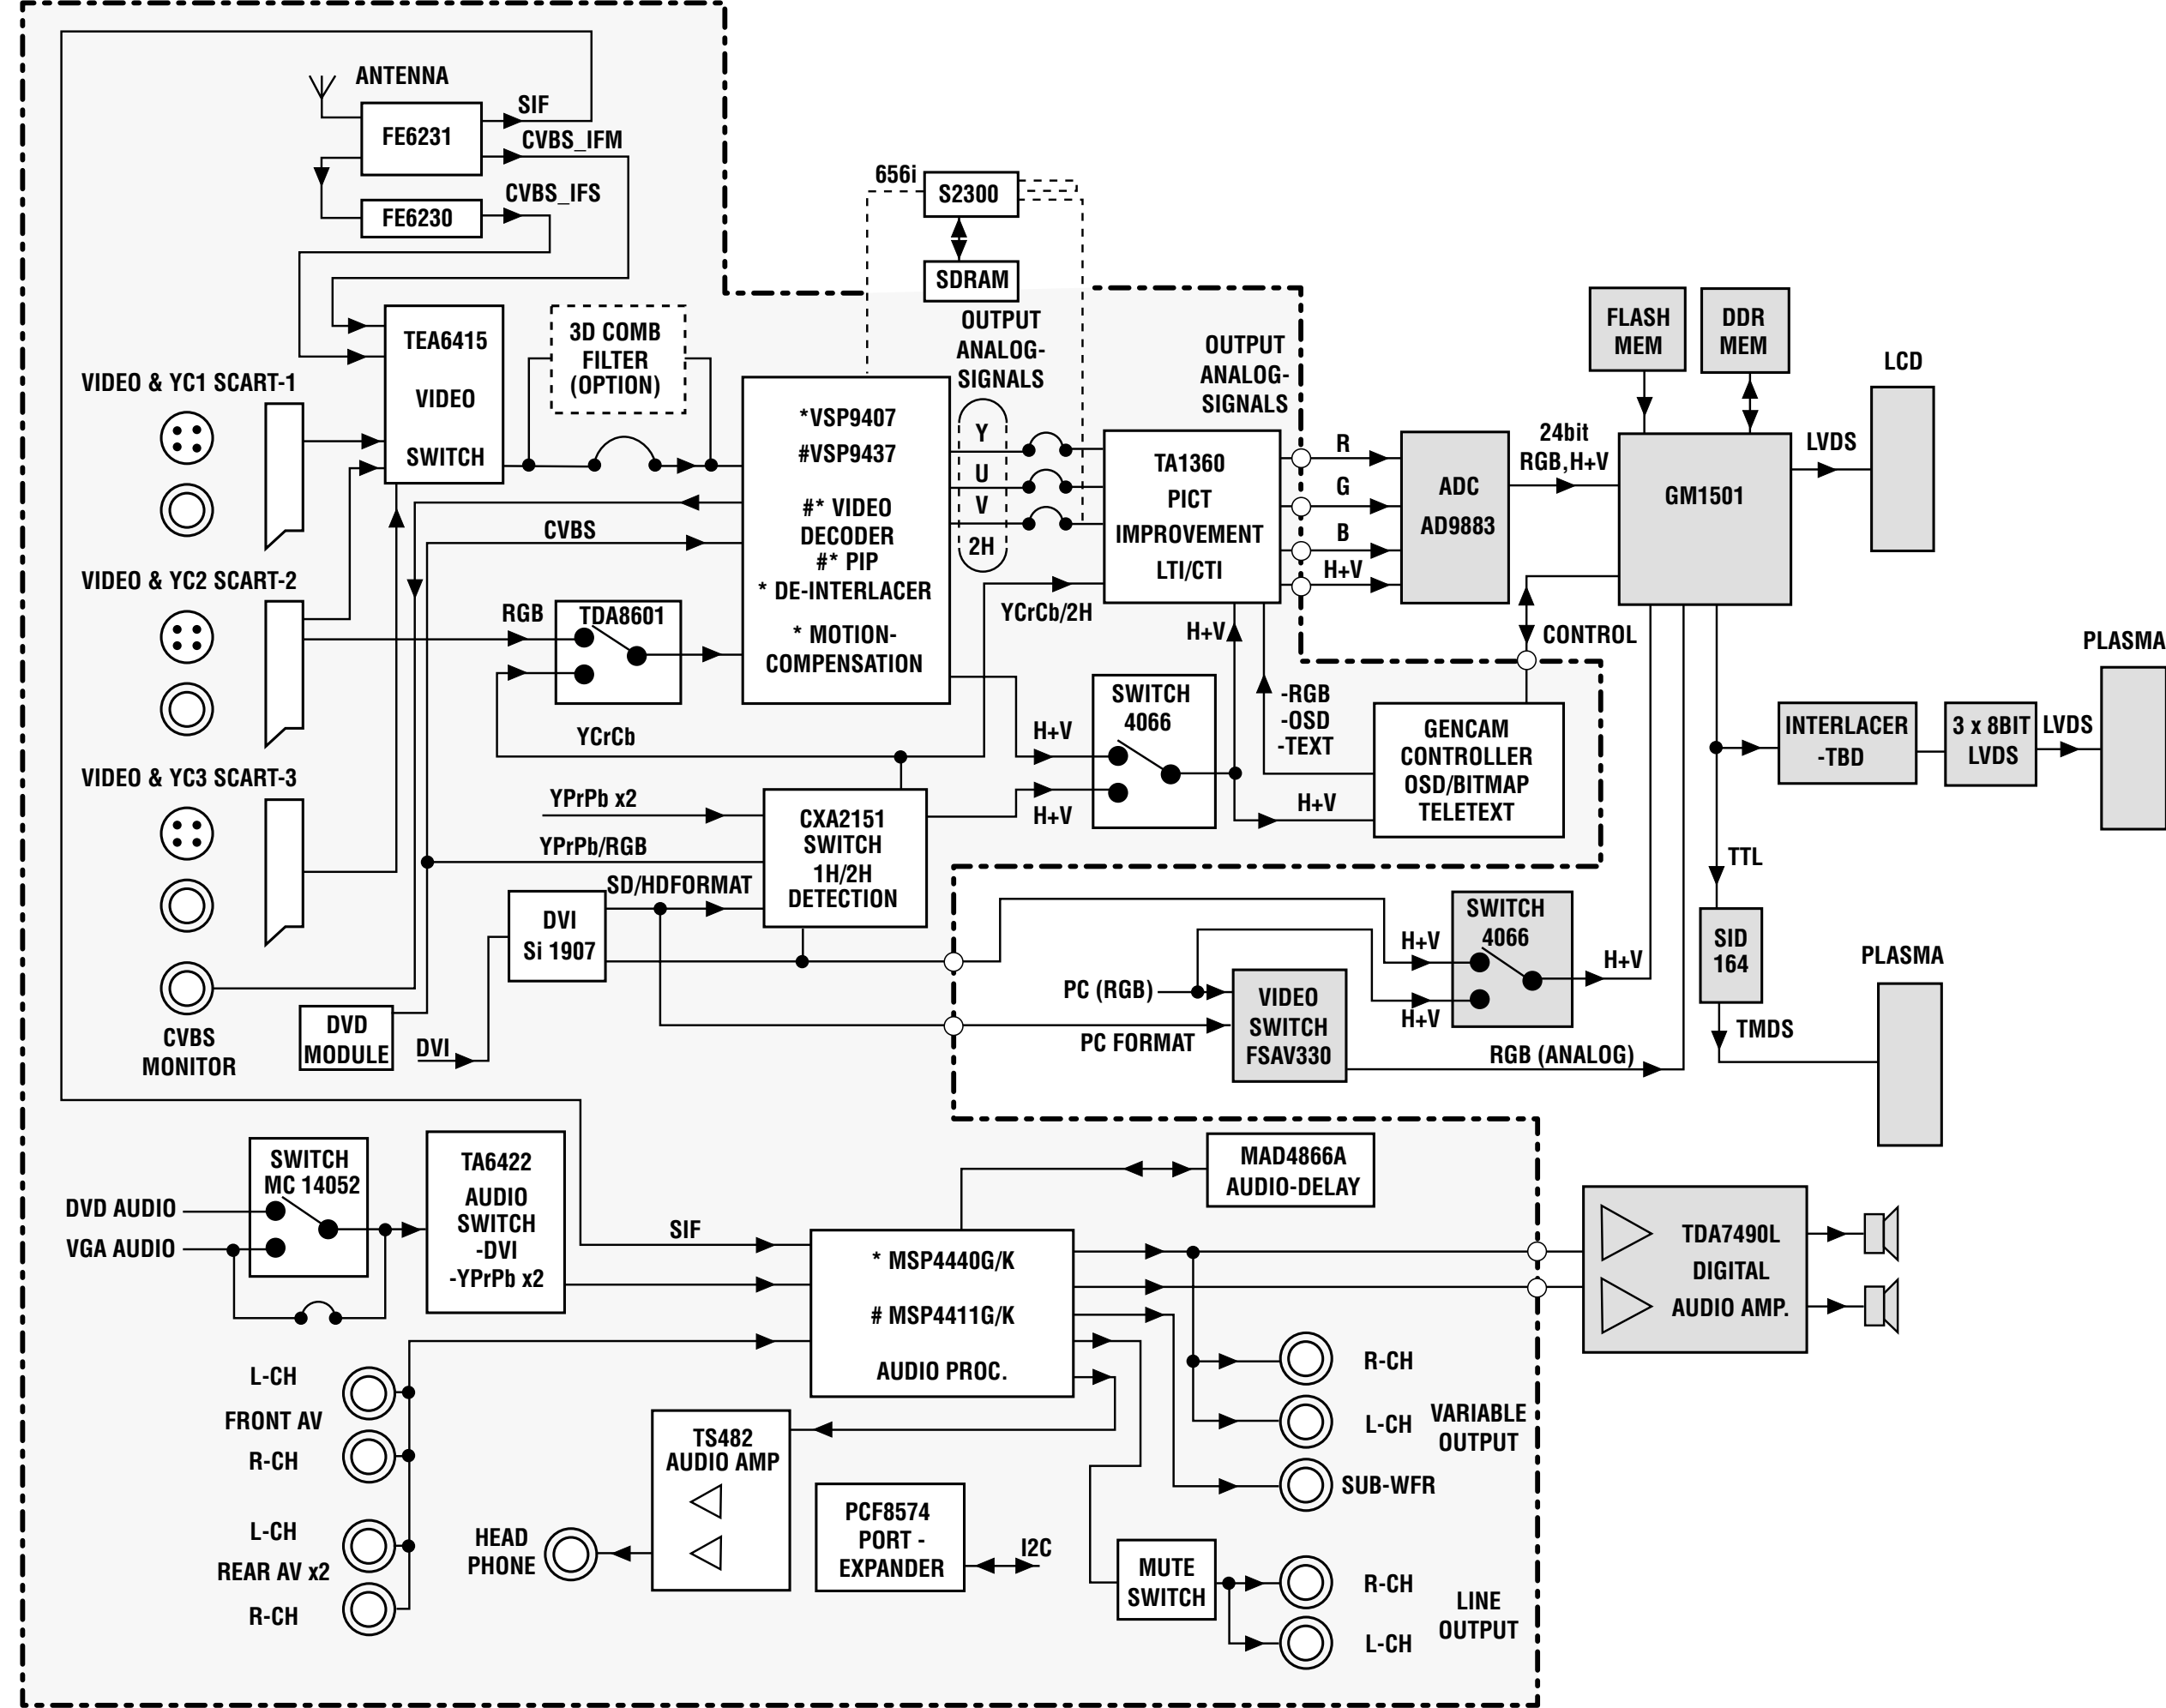 ANTENNA
FE6231
SIF
CVBS_IFM
CVBS_IFS
FE6230
656i
S2300
SDRAM
TEA6415
VIDEO
SWITCH
3D COMB
FILTER
(OPTION)
OUTPUT
ANALOG-
SIGNALS
OUTPUT
ANALOG-
SIGNALS
FLASH
MEM
DDR
MEM
LCD
VIDEO & YC1 SCART-1
*VSP9407
#VSP9437
#* VIDEO
DECODER
#* PIP
* DE-INTERLACER
* MOTION-
COMPENSATION
Y
U
V
2H
TA1360
PICT
IMPROVEMENT
LTI/CTI
R
G
B
H+V
ADC
AD9883
24bit
RGB,H+V
GM1501
LVDS
CVBS
VIDEO & YC2 SCART-2
RGB
TDA8601
YCrCb/2H
H+V
CONTROL
PLASMA
-RGB
-OSD
-TEXT
SWITCH
4066
H+V
H+V
H+V
GENCAM
CONTROLLER
OSD/BITMAP
TELETEXT
INTERLACER
-TBD
3 x 8BIT
LVDS
LVDS
YCrCb
VIDEO & YC3 SCART-3
YPrPb x2
YPrPb/RGB
SD/HDFORMAT
CXA2151
SWITCH
1H/2H
DETECTION
TTL
DVI
Si 1907
SWITCH
4066
H+V
H+V
H+V
SID
164
PLASMA
PC (RGB)
VIDEO
SWITCH
FSAV330
PC FORMAT
RGB (ANALOG)
TMDS
CVBS
MONITOR
DVD
MODULE
DVI
SWITCH
MC 14052
DVD AUDIO
VGA AUDIO
TA6422
AUDIO
SWITCH
-DVI
-YPrPb x2
SIF
MAD4866A
AUDIO-DELAY
* MSP4440G/K
# MSP4411G/K
AUDIO PROC.
TDA7490L
DIGITAL
AUDIO AMP.
L-CH
FRONT AV
R-CH
L-CH
REAR AV x2
R-CH
TS482
AUDIO AMP
HEAD
PHONE
PCF8574
PORT -
EXPANDER
I2C
R-CH
L-CH
VARIABLE
OUTPUT
SUB-WFR
MUTE
SWITCH
R-CH
L-CH
LINE
OUTPUT